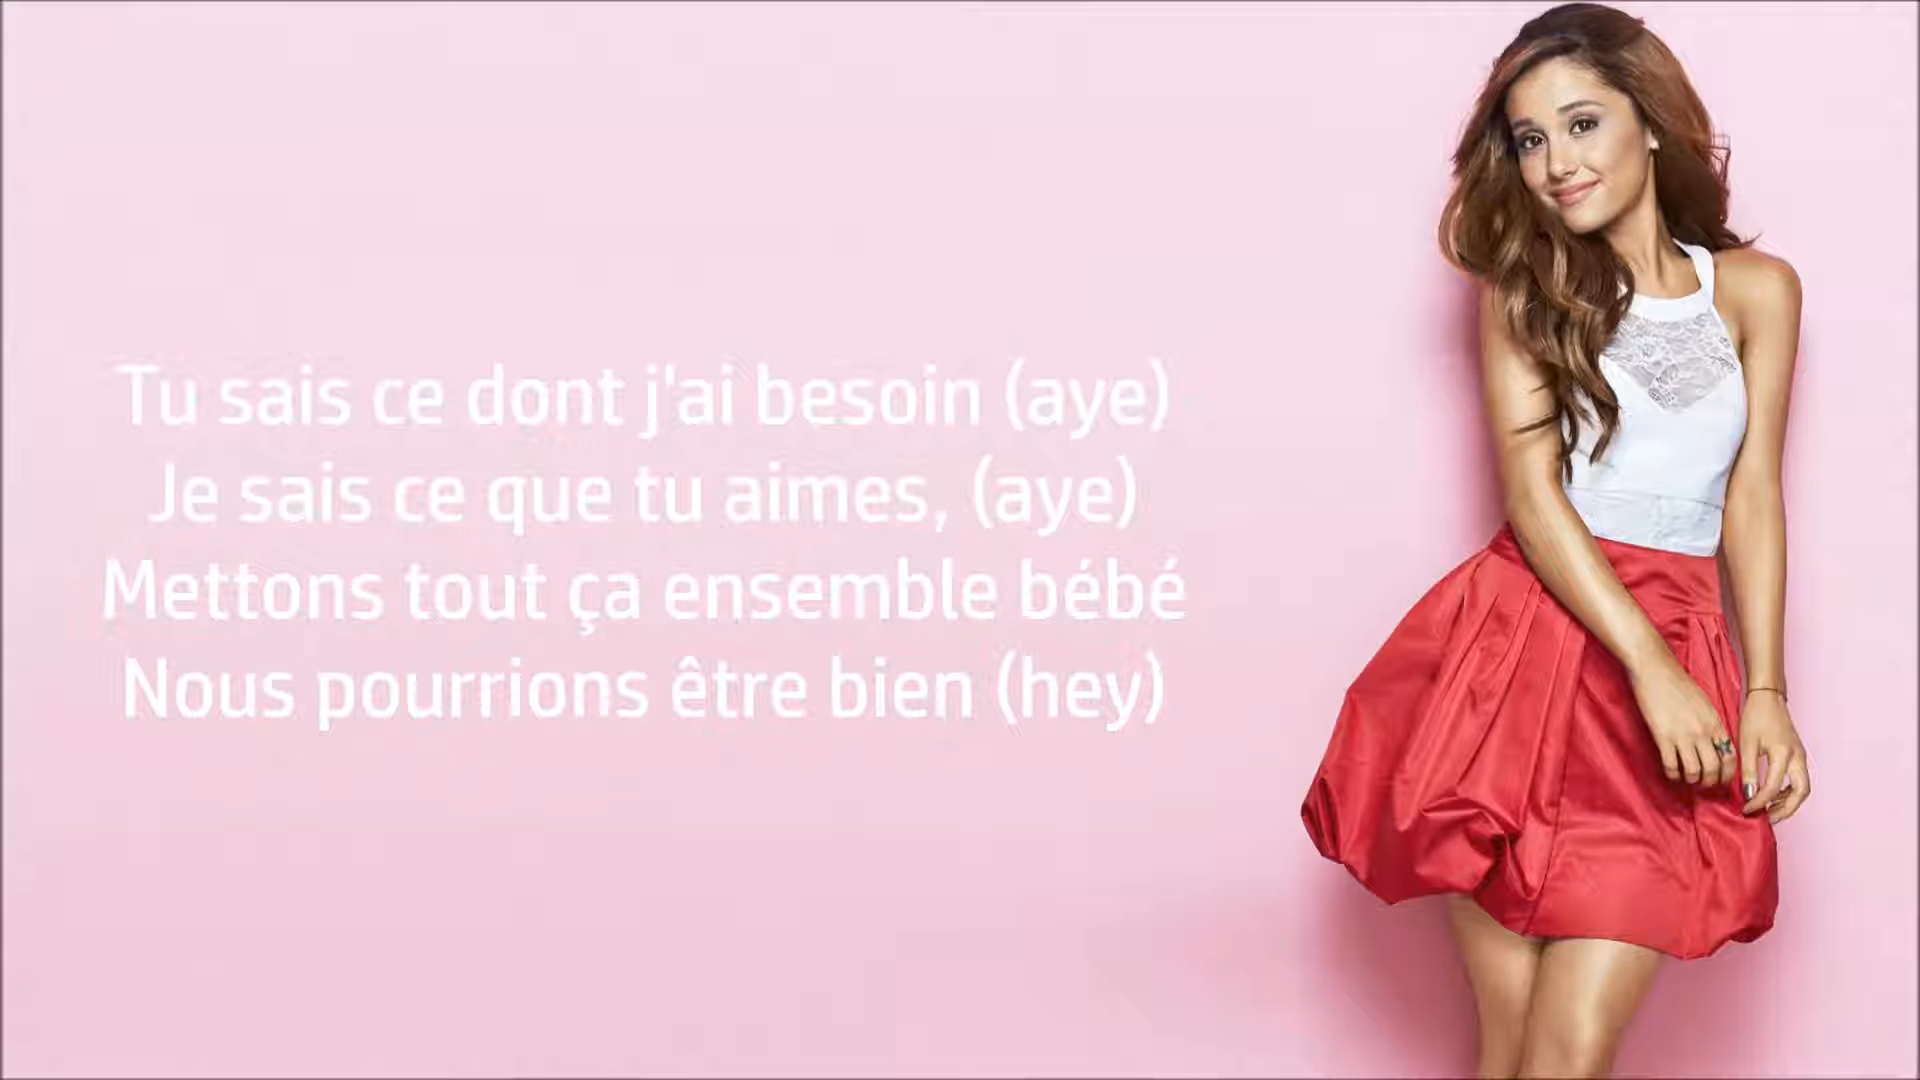 Tu sais ce dont j'ai besoin (aye)
Je sais ce que tu aimes, (aye)
Mettons tout ça ensemble bébé
Nous pourrions être bien (hey)